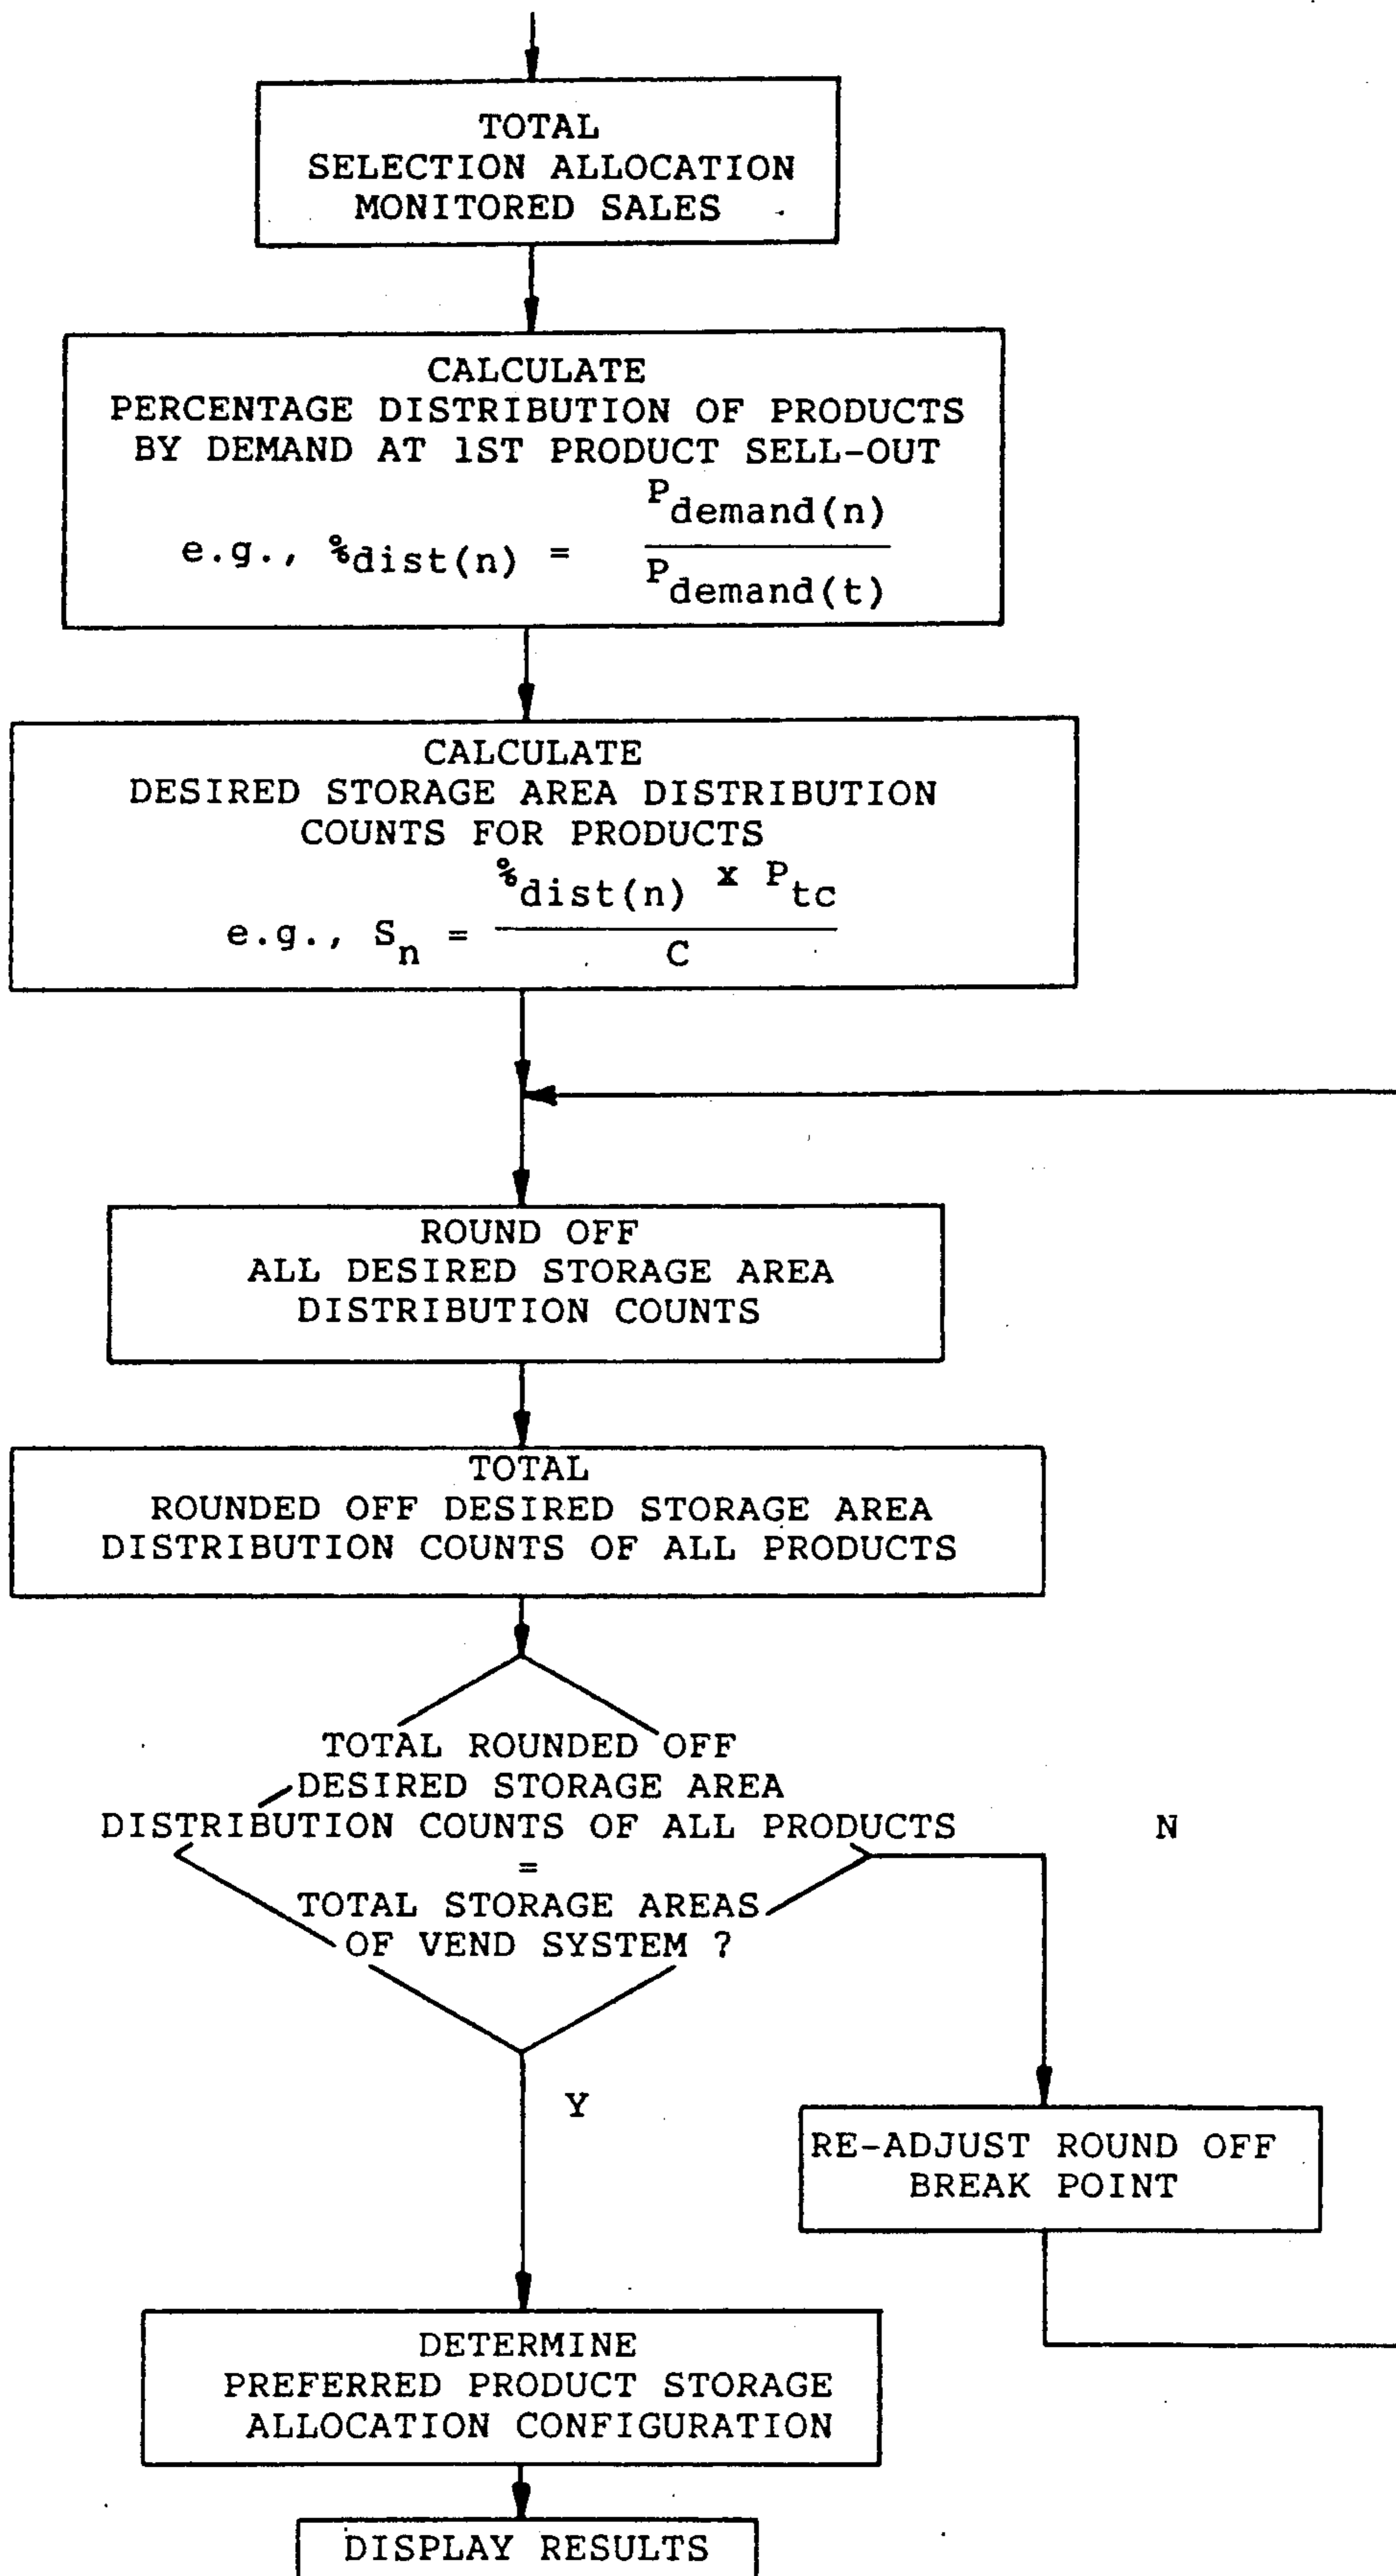 TOTAL
SELECTION ALLOCATION
MONITORED SALES
CALCULATE
PERCENTAGE DISTRIBUTION OF PRODUCTS
BY DEMAND AT 1ST PRODUCT SELL-OUT
e.g., %dist(n) = Pdemand(n)
Pdemand(t)
CALCULATE
DESIRED STORAGE AREA DISTRIBUTION
COUNTS FOR PRODUCTS
e.g., Sn = %dist(n) x Ptc
C
ROUND OFF
ALL DESIRED STORAGE AREA
DISTRIBUTION COUNTS
TOTAL
ROUNDED OFF DESIRED STORAGE AREA
DISTRIBUTION COUNTS OF ALL PRODUCTS
TOTAL ROUNDED OFF
DESIRED STORAGE AREA
DISTRIBUTION COUNTS OF ALL PRODUCTS
N
=
TOTAL STORAGE AREAS
OF VEND SYSTEM ?
Y
RE-ADJUST ROUND OFF
BREAK POINT
DETERMINE
PREFERRED PRODUCT STORAGE
ALLOCATION CONFIGURATION
DISPLAY RESULTS